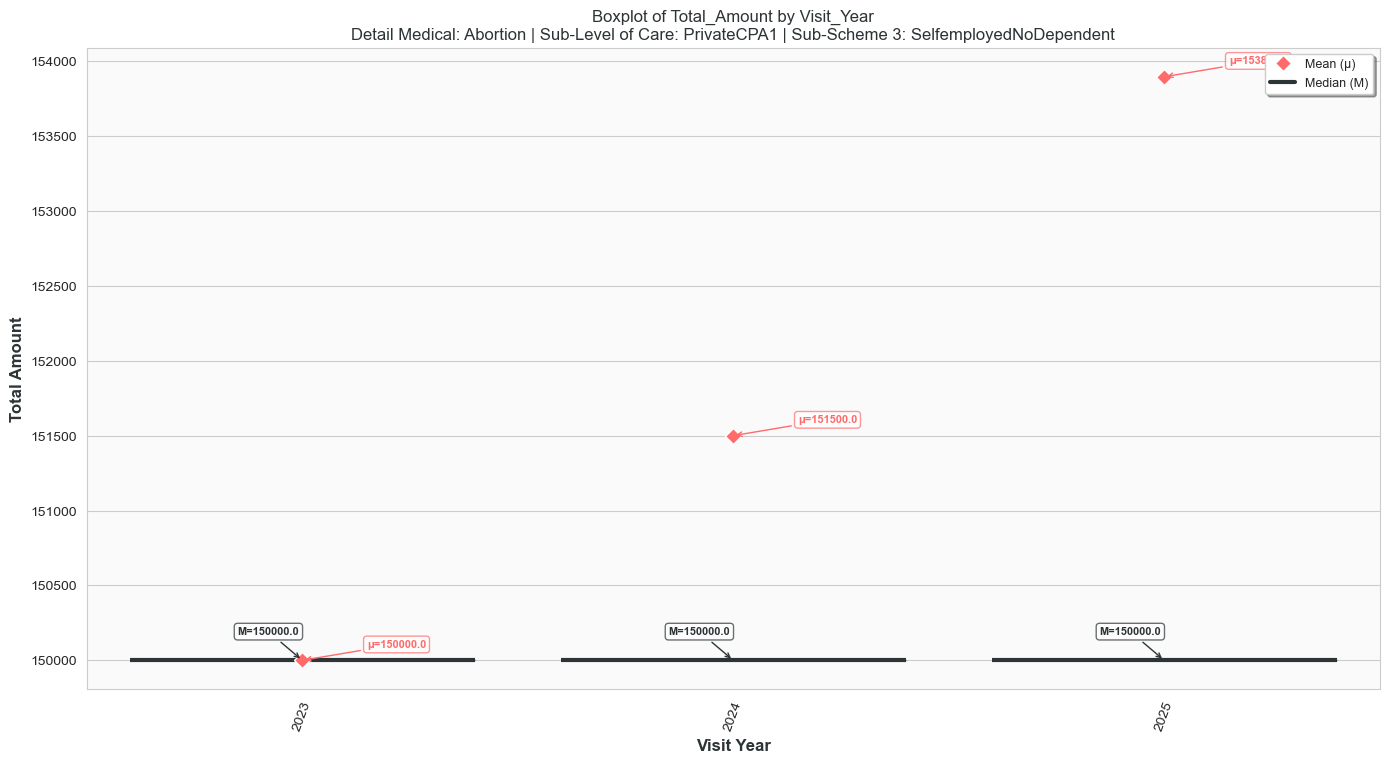 Boxplot of Total_Amount by Visit_Year
Detail Medical: Abortion | Sub-Level of Care: PrivateCPA1 | Sub-Scheme 3: SelfemployedNoDependent
154000
153500
153000
152500
152000
151500
151000
150500
150000
Total Amount
Mean (μ)
Median (M)
μ=151500.0
M=150000.0
μ=150000.0
M=150000.0
M=150000.0
2023
2024
2025
Visit Year